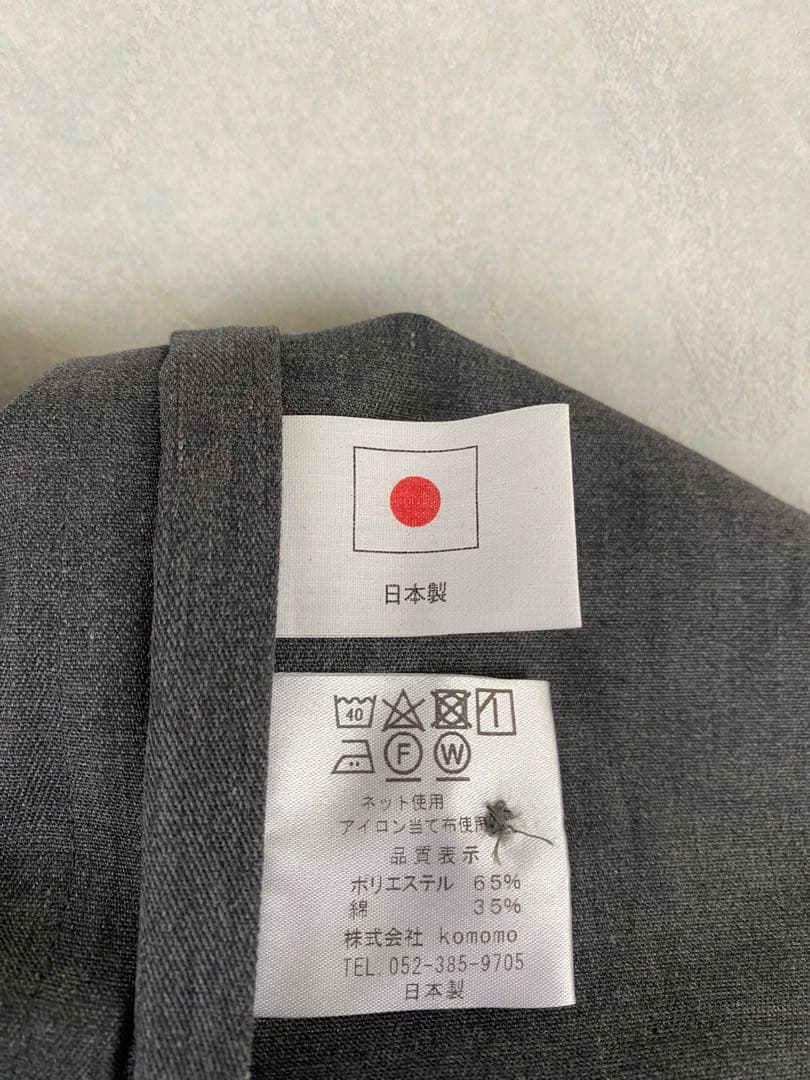 日本製
40
F W
ネット使用
アイロン当て布使用
品質表示
ポリエステル 65%
綿 35%
株式会社 komomo
TEL.052-385-9705
日本製